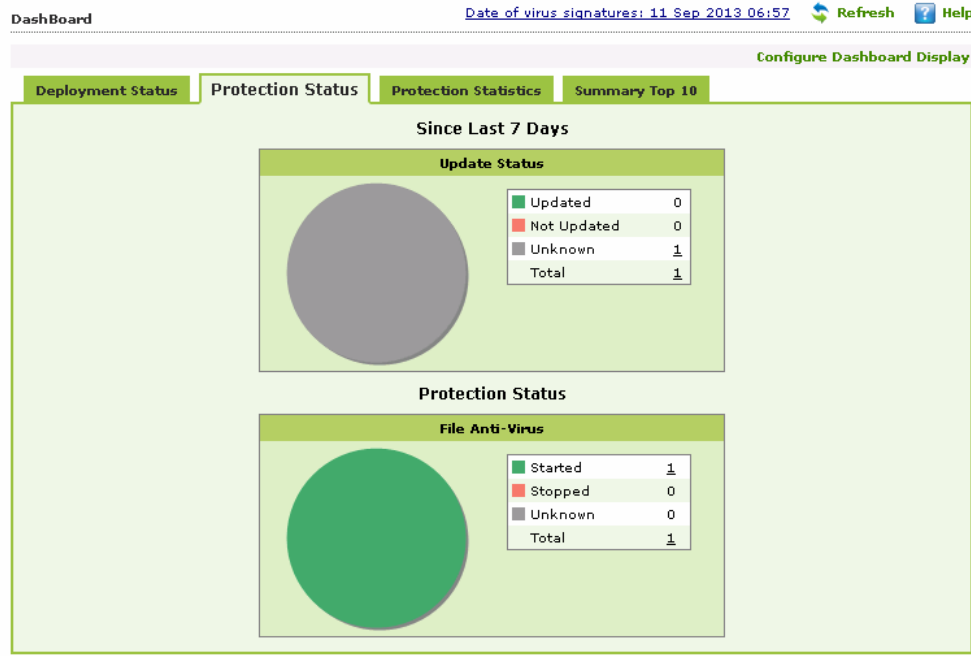 DashBoard Date of virus signatures: 11 Sep 2013 06:57 Refresh ? Help
Configure Dashboard Display
Deployment Status Protection Status Protection Statistics Summary Top 10
Since Last 7 Days
Update Status
Updated 0
Not Updated 0
Unknown 1
Total 1
Protection Status
File Anti-Virus
Started 1
Stopped 0
Unknown 0
Total 1